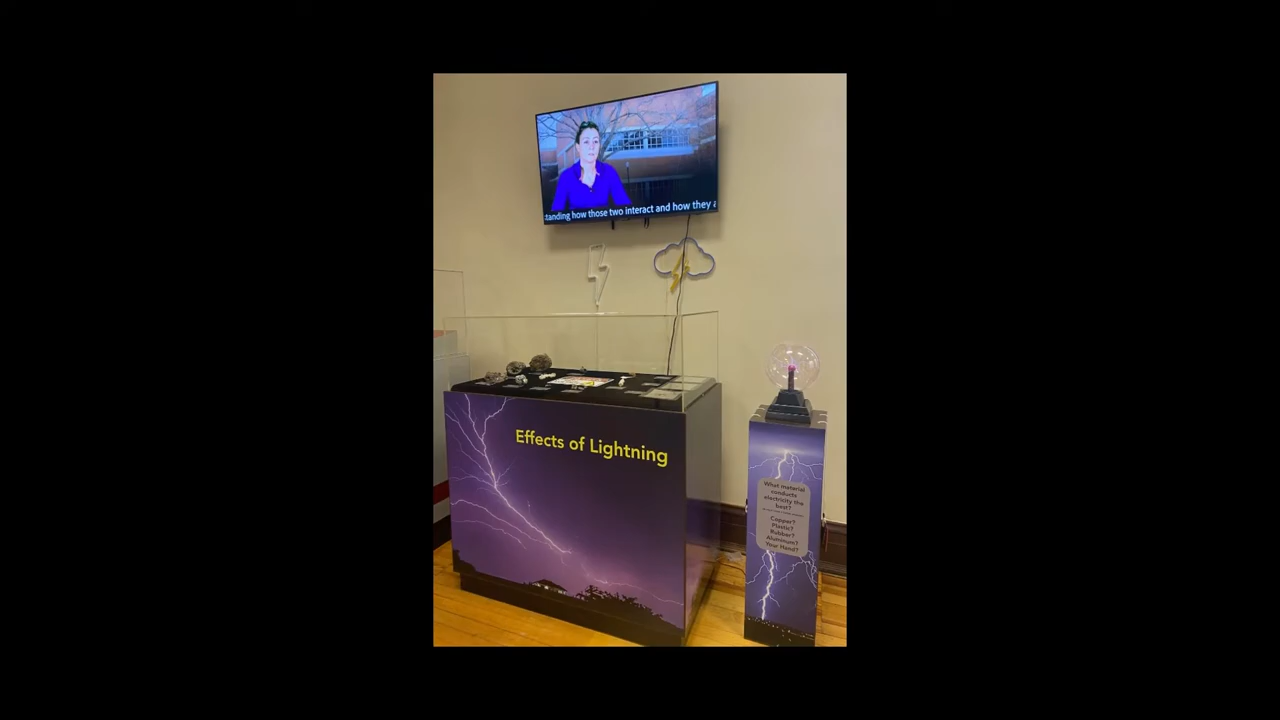 tanding how those two interact and how they a
Effects of Lightning
What material
conducts
electricity the
best?
Copper?
Plastic?
Rubber?
Aluminum?
Your Hand?